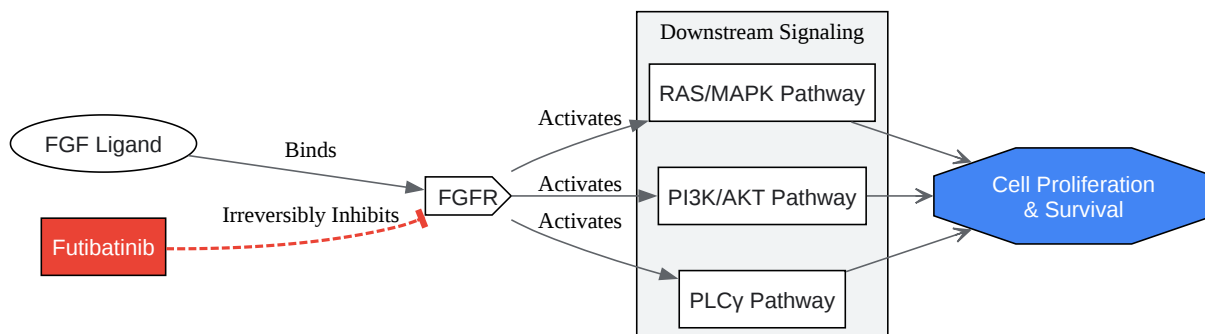 Downstream Signaling
RAS/MAPK Pathway
Activates
FGF Ligand
Binds
FGFR
Activates
PI3K/AKT Pathway
Cell Proliferation
& Survival
Irreversibly Inhibits
Activates
Futibatinib
PLCγ Pathway